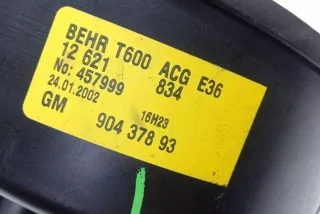 BEHR T600 ACG E36
12 621 834
No: 457999
24.01.2002 16H23
GM 904 378 93